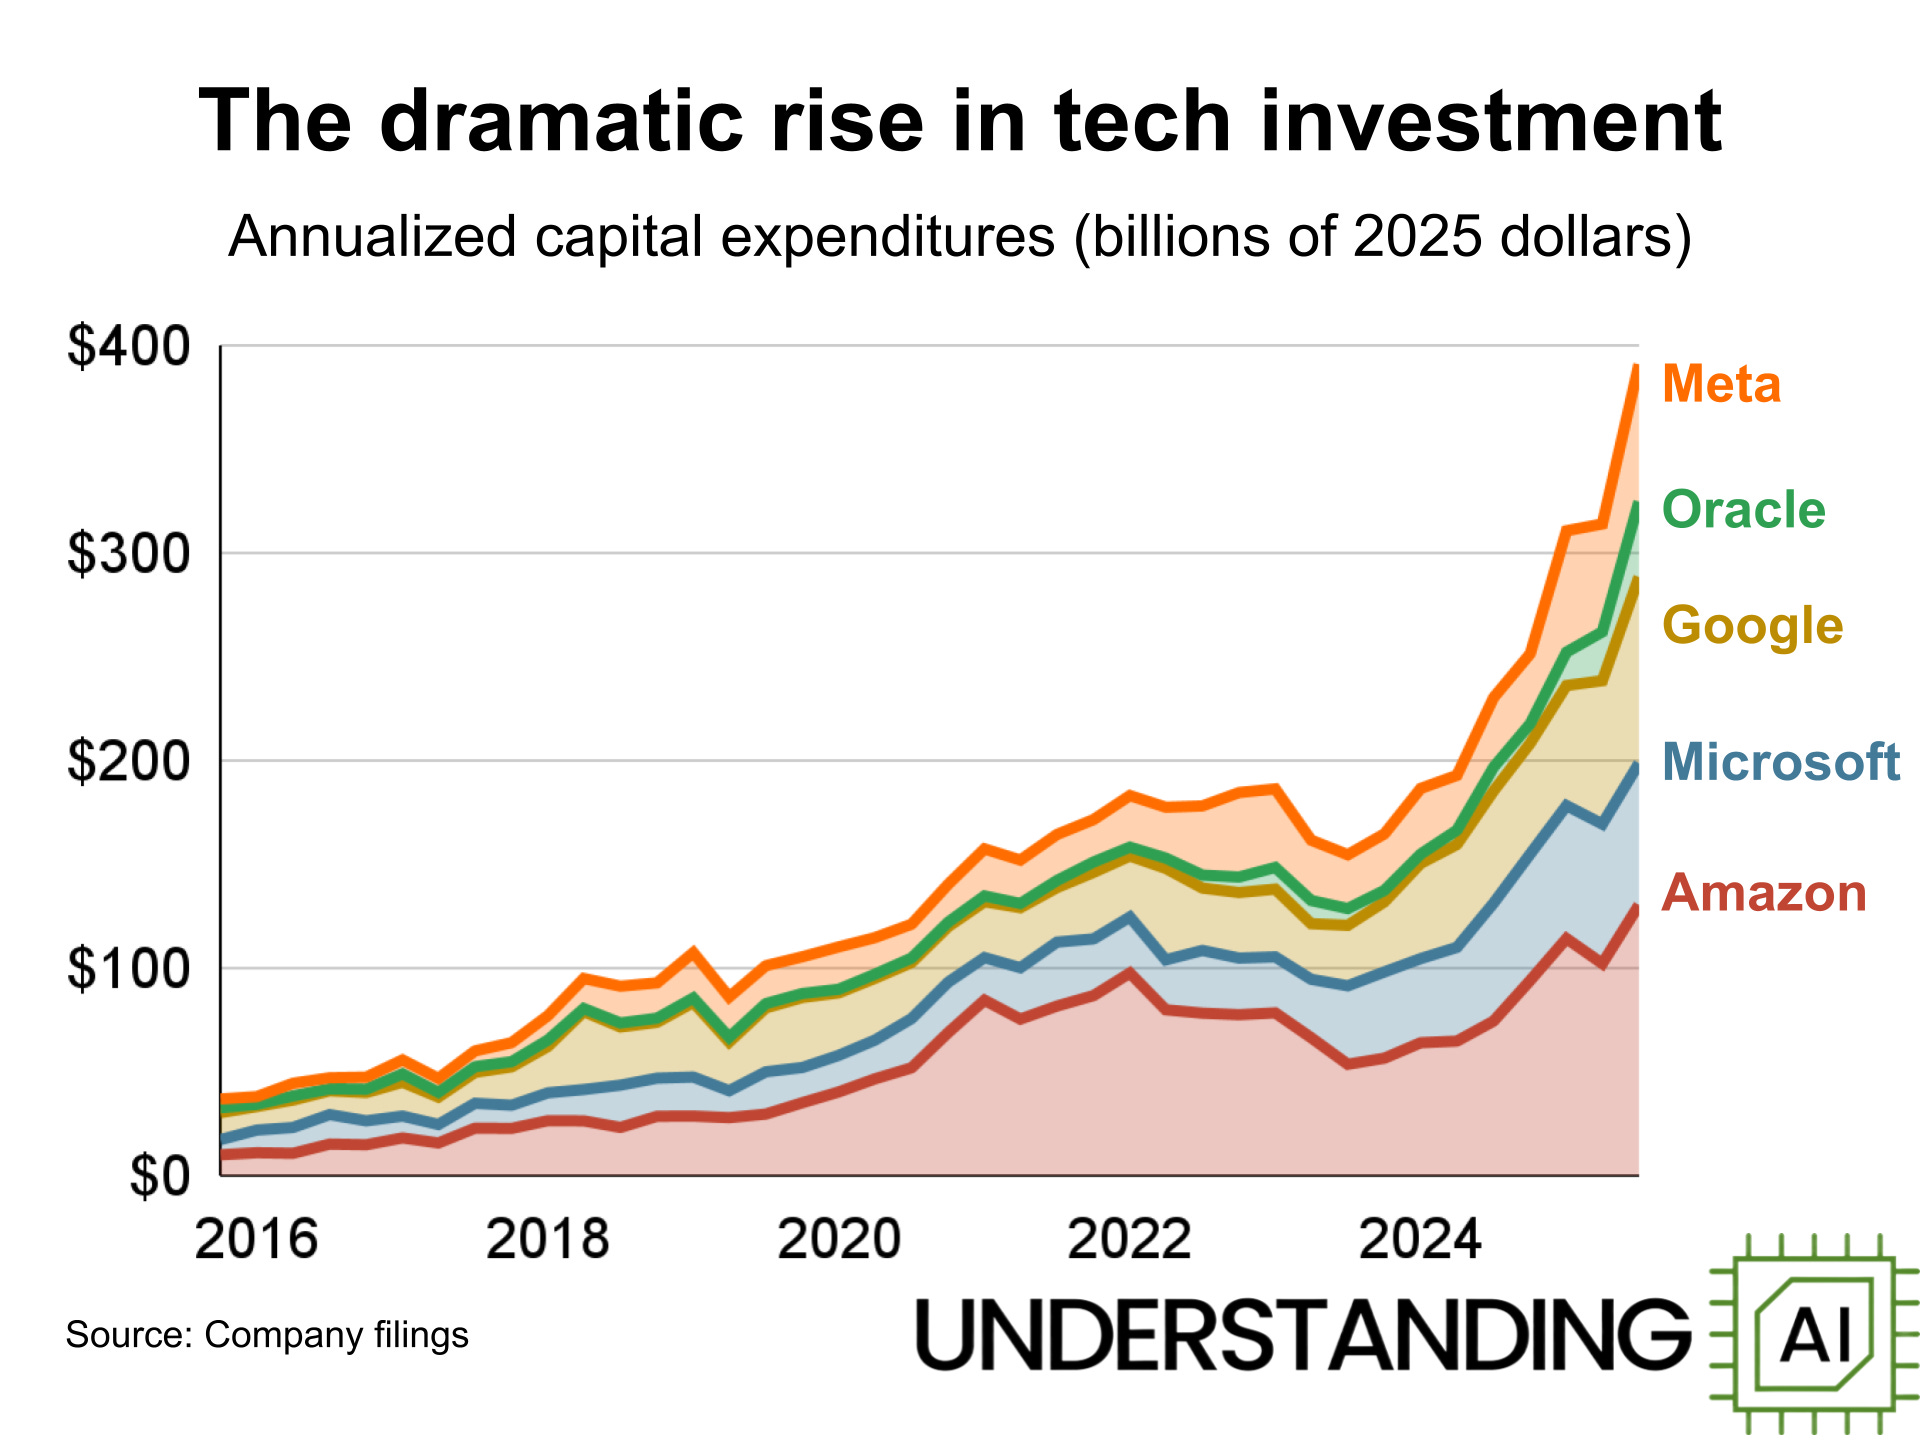 The dramatic rise in tech investment
Annualized capital expenditures (billions of 2025 dollars)
$400
$300
$200
$100
$0
Meta
Oracle
Google
Microsoft
Amazon
2016 2018 2020 2022 2024
Source: Company filings
UNDERSTANDING AI